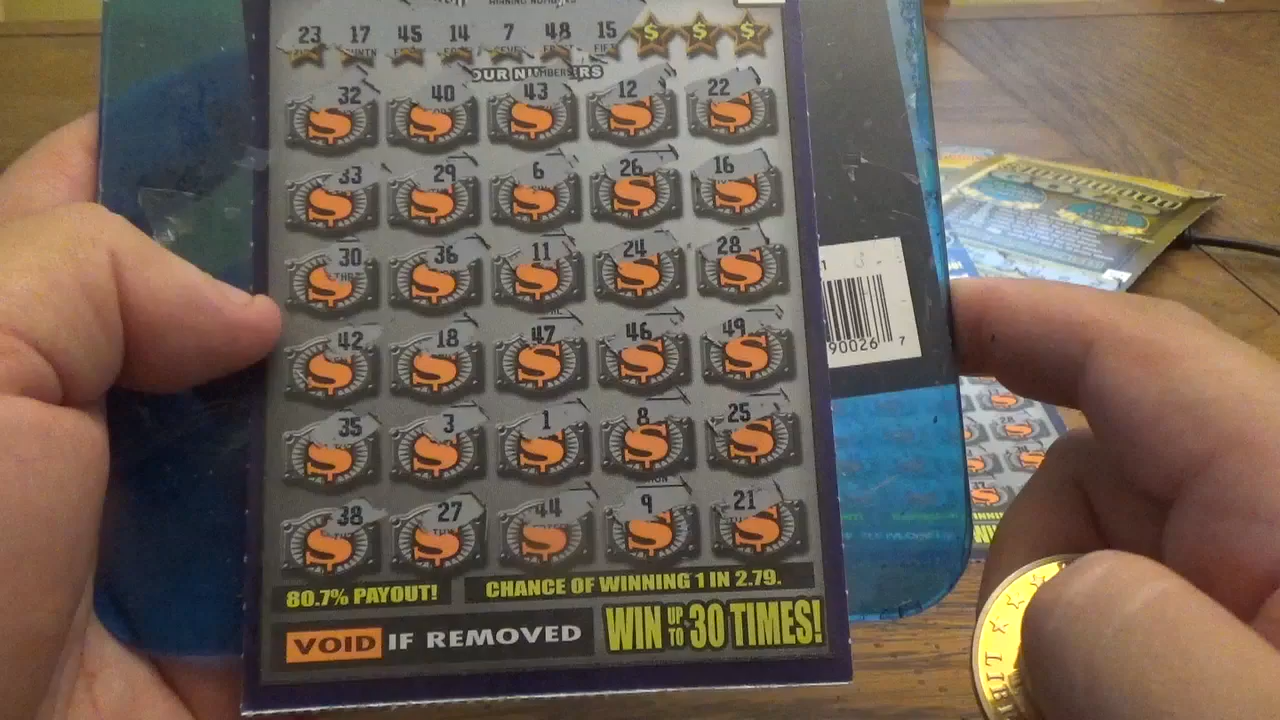 WINNING NUMBERS
23 17 45 14 7 48 15 $ $ $
YOUR NUMBERS
32 40 43 12 22
$ $ $ $ $
33 29 6 26 16
$ $ $ $ $
30 36 11 24 28
$ $ $ $ $
42 18 47 46 49
$ $ $ $ $
35 3 1 8 25
$ $ $ $ $
38 27 44 9 21
$ $ $ $ $
80.7% PAYOUT! CHANCE OF WINNING 1 IN 2.79.
VOID IF REMOVED WIN UP TO 30 TIMES!
90026 7